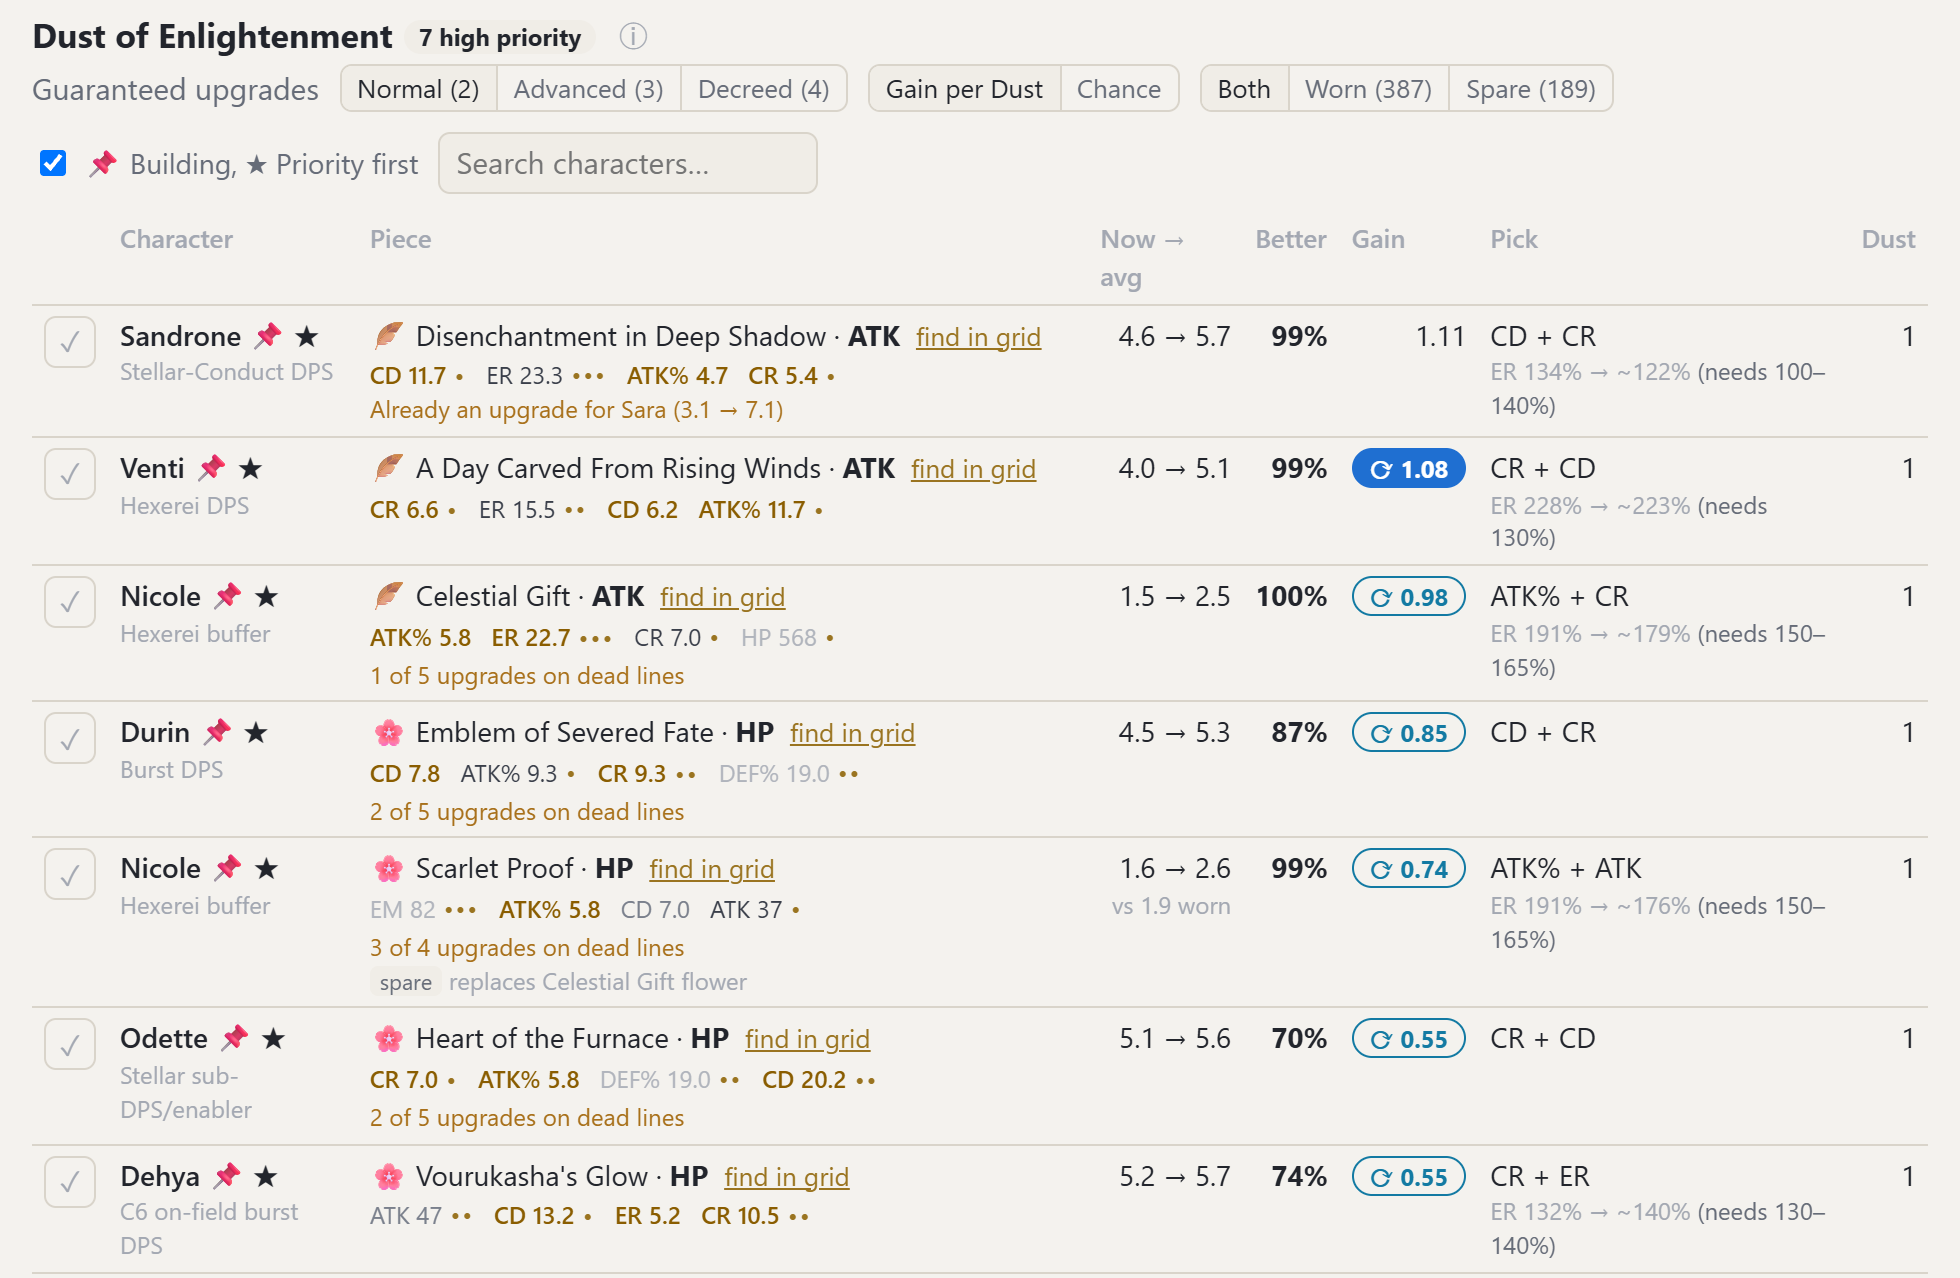 Dust of Enlightenment 7 high priority ⓘ
Guaranteed upgrades Normal (2) Advanced (3) Decreed (4) Gain per Dust Chance Both Worn (387) Spare (189)
📌 Building, ★ Priority first Search characters...
Character Piece Now → avg Better Gain Pick Dust
Sandrone 📌 ★ Disenchantment in Deep Shadow · ATK find in grid 4.6 → 5.7 99% 1.11 CD + CR 1
Stellar-Conduct DPS CD 11.7 • ER 23.3 ••• ATK% 4.7 CR 5.4 • ER 134% → ~122% (needs 100–
Already an upgrade for Sara (3.1 → 7.1) 140%)
Venti 📌 ★ A Day Carved From Rising Winds · ATK find in grid 4.0 → 5.1 99% ⟳ 1.08 CR + CD 1
Hexerei DPS CR 6.6 • ER 15.5 •• CD 6.2 ATK% 11.7 • ER 228% → ~223% (needs
130%)
Nicole 📌 ★ Celestial Gift · ATK find in grid 1.5 → 2.5 100% ⟳ 0.98 ATK% + CR 1
Hexerei buffer ATK% 5.8 ER 22.7 ••• CR 7.0 • HP 568 • ER 191% → ~179% (needs 150–
1 of 5 upgrades on dead lines 165%)
Durin 📌 ★ Emblem of Severed Fate · HP find in grid 4.5 → 5.3 87% ⟳ 0.85 CD + CR 1
Burst DPS CD 7.8 ATK% 9.3 • CR 9.3 •• DEF% 19.0 ••
2 of 5 upgrades on dead lines
Nicole 📌 ★ Scarlet Proof · HP find in grid 1.6 → 2.6 99% ⟳ 0.74 ATK% + ATK 1
Hexerei buffer EM 82 ••• ATK% 5.8 CD 7.0 ATK 37 • vs 1.9 worn ER 191% → ~176% (needs 150–
3 of 4 upgrades on dead lines 165%)
spare replaces Celestial Gift flower
Odette 📌 ★ Heart of the Furnace · HP find in grid 5.1 → 5.6 70% ⟳ 0.55 CR + CD 1
Stellar sub- CR 7.0 • ATK% 5.8 DEF% 19.0 •• CD 20.2 ••
DPS/enabler 2 of 5 upgrades on dead lines
Dehya 📌 ★ Vourukasha's Glow · HP find in grid 5.2 → 5.7 74% ⟳ 0.55 CR + ER 1
C6 on-field burst ATK 47 •• CD 13.2 • ER 5.2 CR 10.5 •• ER 132% → ~140% (needs 130–
DPS 140%)